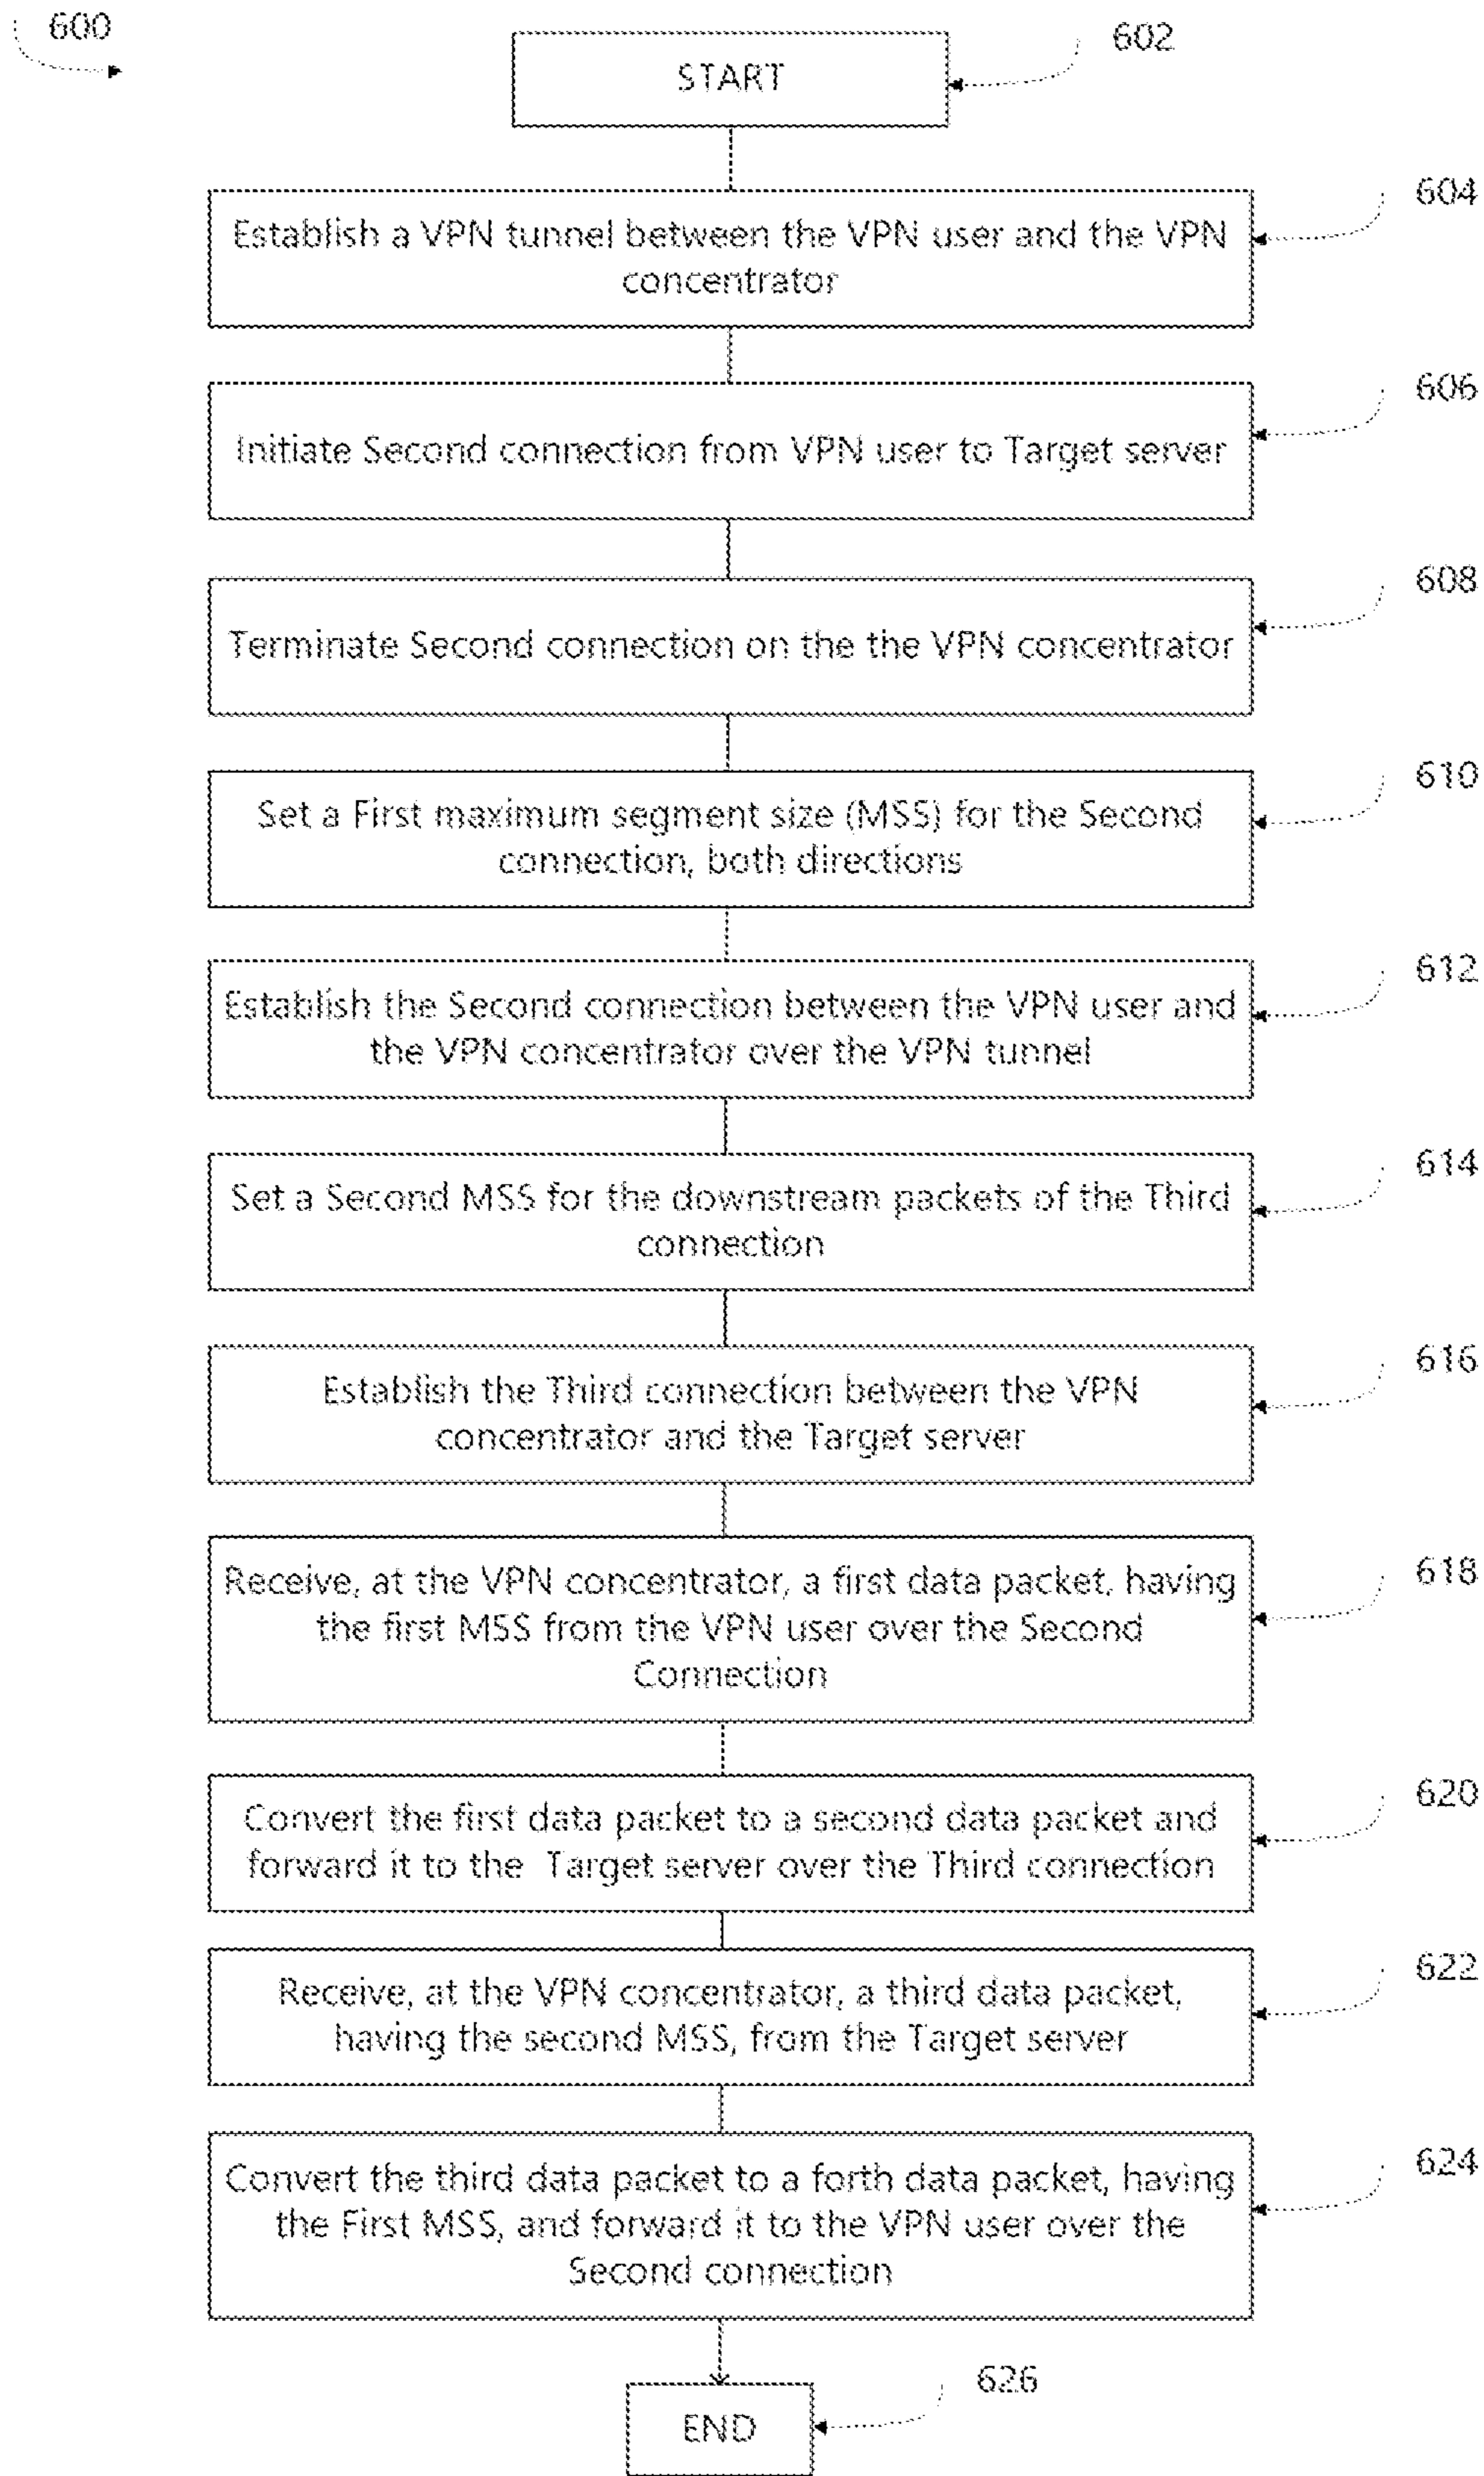 600
START
602
Establish a VPN tunnel between the VPN user and the VPN
concentrator
604
Initiate Second connection from VPN user to Target server
606
Terminate Second connection on the the VPN concentrator
608
Set a First maximum segment size (MSS) for the Second
connection, both directions
610
Establish the Second connection between the VPN user and
the VPN concentrator over the VPN tunnel
612
Set a Second MSS for the downstream packets of the Third
connection
614
Establish the Third connection between the VPN
concentrator and the Target server
616
Receive, at the VPN concentrator, a first data packet, having
the first MSS from the VPN user over the Second
Connection
618
Convert the first data packet to a second data packet and
forward it to the Target server over the Third connection
620
Receive, at the VPN concentrator, a third data packet,
having the second MSS, from the Target server
622
Convert the third data packet to a forth data packet, having
the First MSS, and forward it to the VPN user over the
Second connection
624
END
626